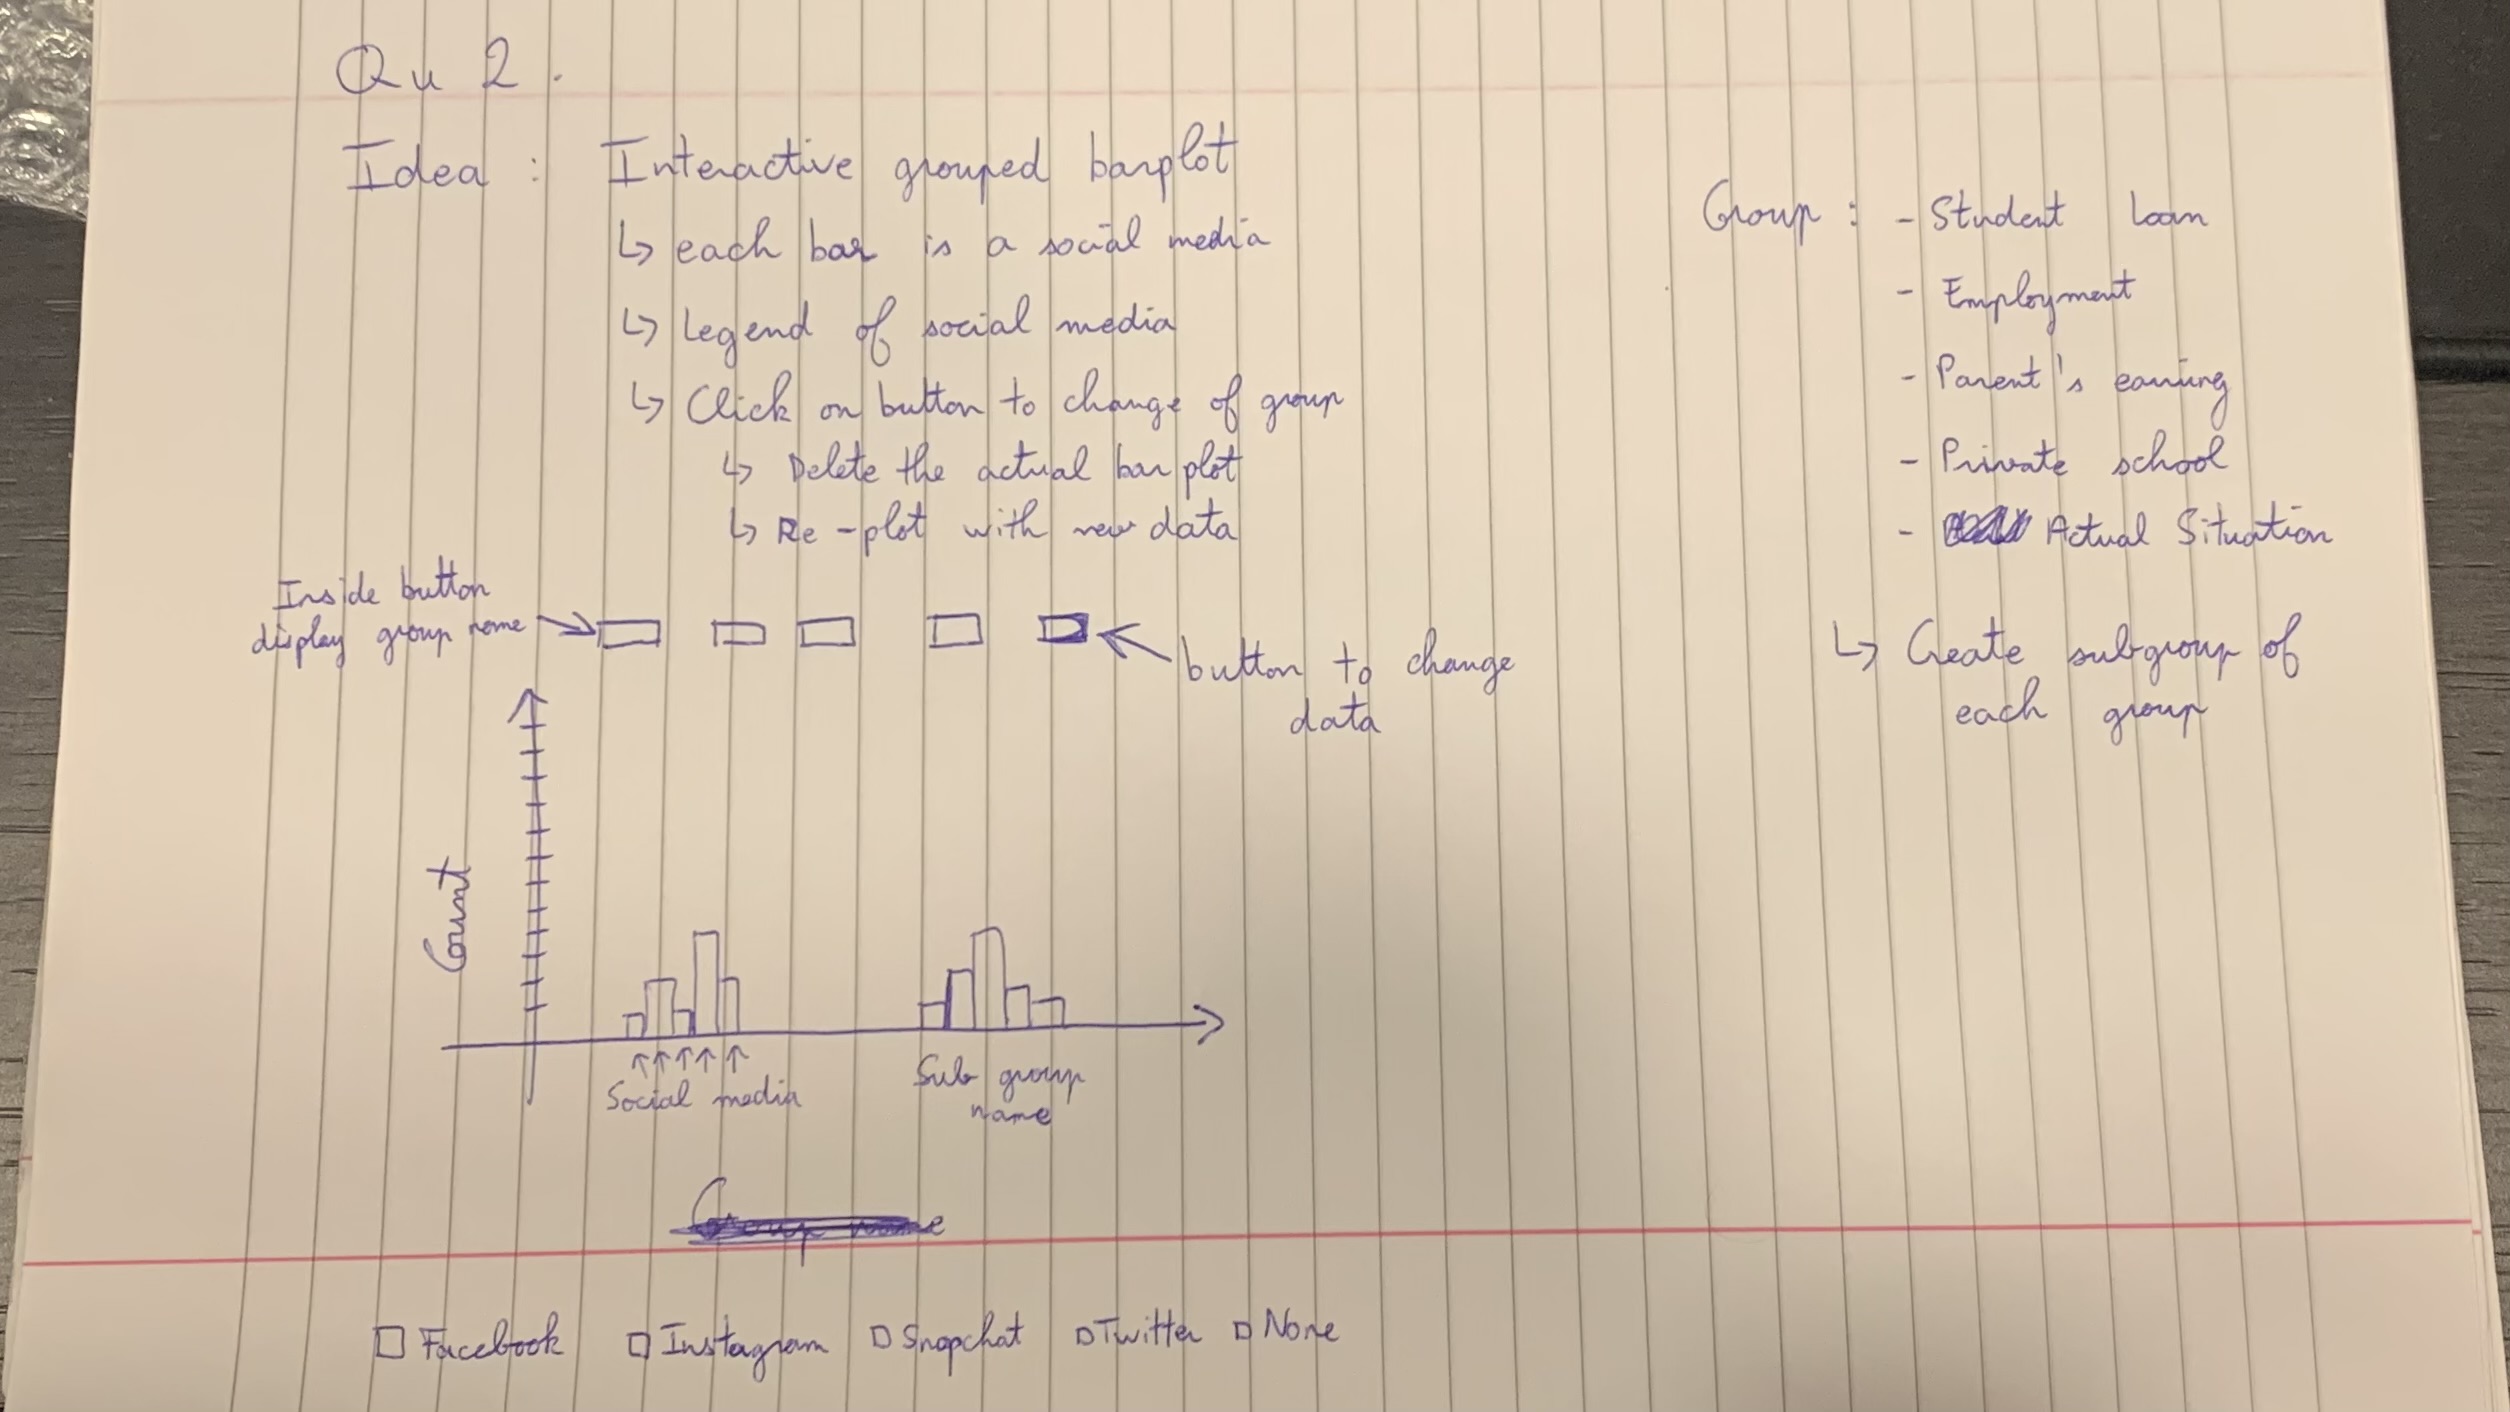 Qu 2.
Idea : Interactive grouped barplot
↳ each bar is a social media
↳ Legend of social media
↳ Click on button to change of group
↳ Delete the actual bar plot
↳ Re-plot with new data
Group : - Student loan
- Employment
- Parent's earning
- Private school
- Actual Situation
↳ Create subgroup of
each group
Inside button
display group name
button to change
data
Count
Social media
Sub group
name
Group name
□ Facebook □ Instagram □ Snapchat □ Twitter □ None